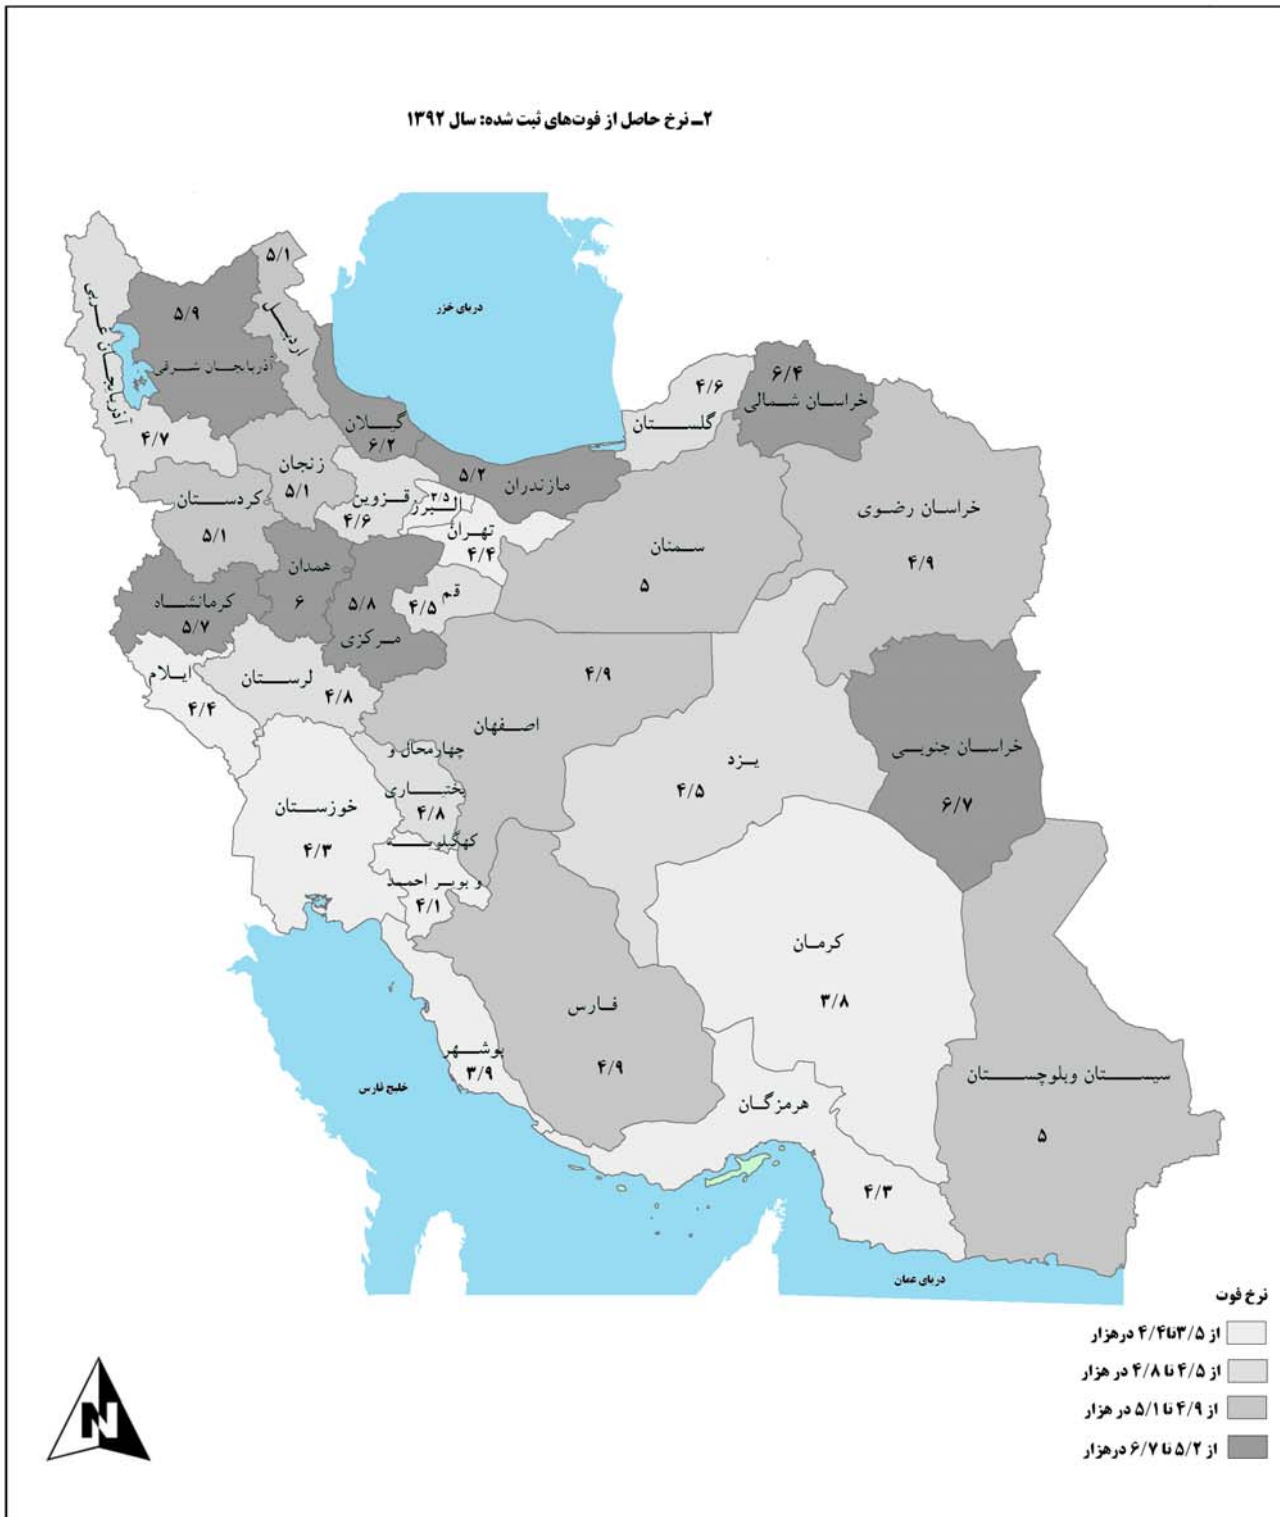 ۲ــ نرخ حاصل از فوت‌های ثبت شده: سال ۱۳۹۲
دریای خزر
۵/۱
اردبیل
۵/۹
آذربایجان شرقی
آذربایجان غربی
۴/۷
گیلان
۶/۲
۵/۲
مازندران
۴/۶
گلستان
۶/۴
خراسان شمالی
خراسان رضوی
۴/۹
زنجان
۵/۱
کردستان
۵/۱
قزوین
۴/۶
البرز
تهران
۴/۴
سمنان
۵
همدان
۶
کرمانشاه
۵/۷
۵/۸
مرکزی
قم
۴/۵
ایلام
۴/۴
لرستان
۴/۸
۴/۹
اصفهان
یزد
۴/۵
خراسان جنوبی
۶/۷
چهارمحال و
بختیاری
۴/۸
خوزستان
۴/۳
کهگیلویه
و بویر احمد
۴/۱
کرمان
۳/۸
فارس
۴/۹
بوشهر
۳/۹
خلیج فارس
هرمزگان
۴/۳
سیستان وبلوچستان
۵
دریای عمان
نرخ فوت
از ۳/۵تا۴/۴ درهزار
از ۴/۵ تا ۴/۸ در هزار
از ۴/۹ تا ۵/۱ در هزار
از ۵/۲ تا ۶/۷ درهزار
N